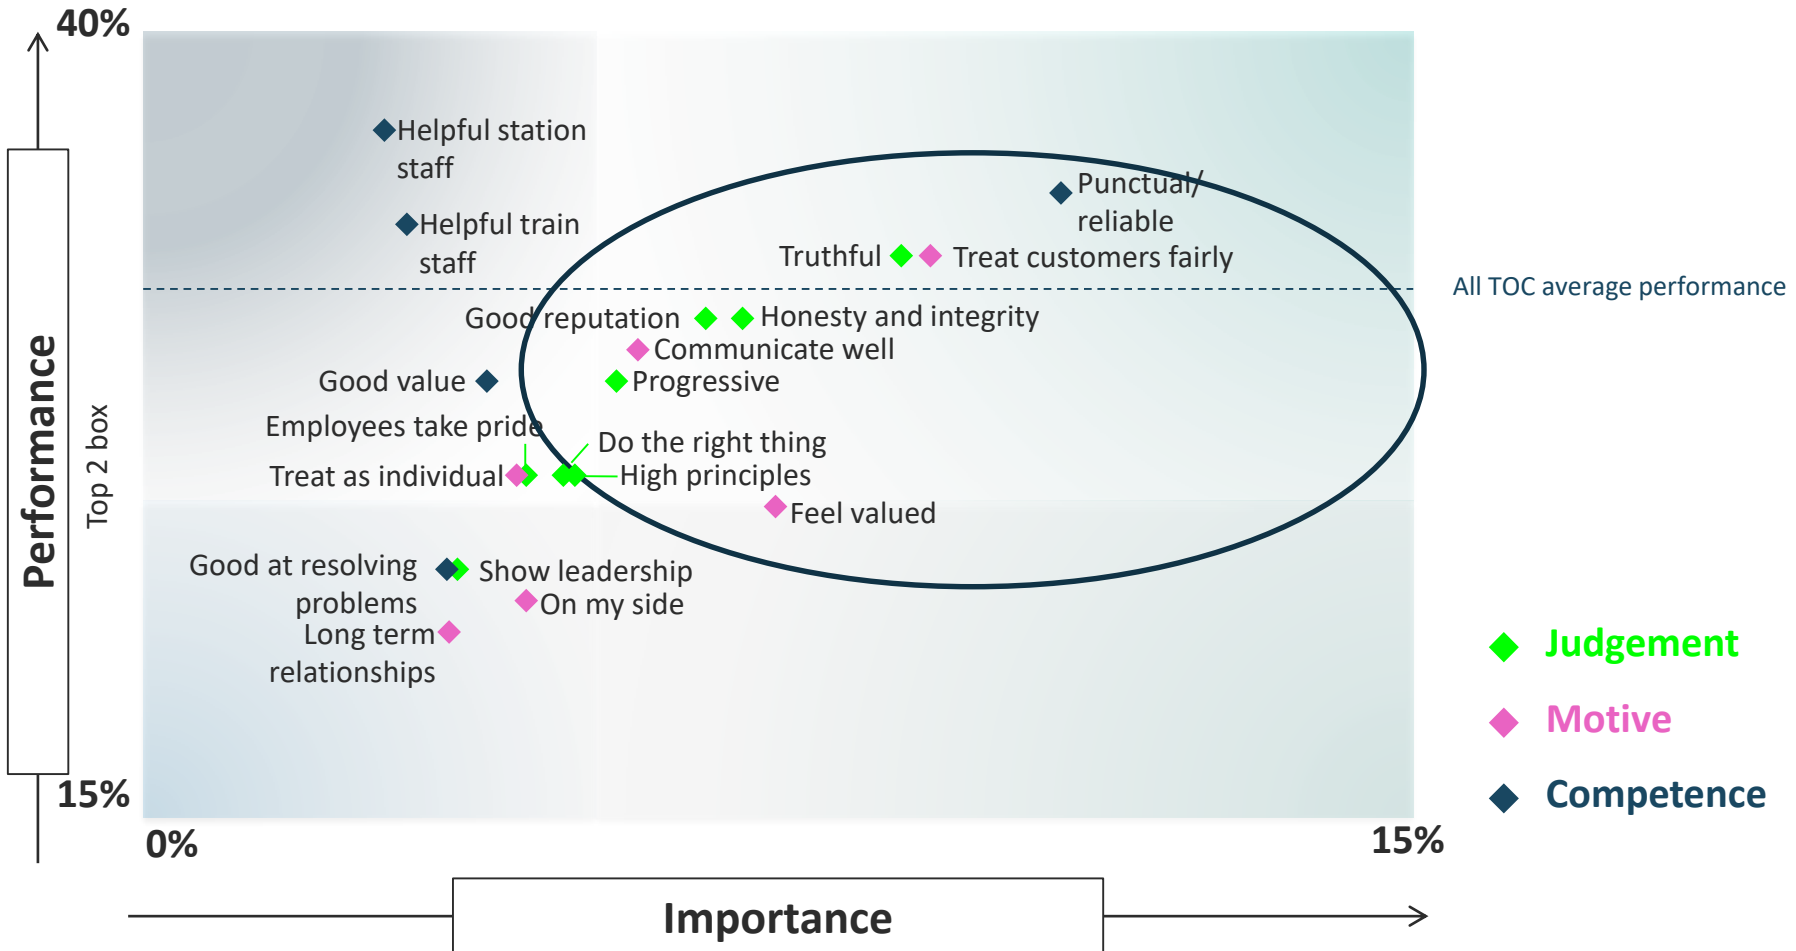 40%
Helpful station
staff
Punctual/
reliable
Helpful train
staff
Truthful
Treat customers fairly
All TOC average performance
Good reputation
Honesty and integrity
Communicate well
Good value
Progressive
Employees take pride
Do the right thing
Treat as individual
High principles
Feel valued
Good at resolving
problems
Show leadership
On my side
Long term
relationships
Performance
Top 2 box
Judgement
Motive
Competence
15%
0%
15%
Importance